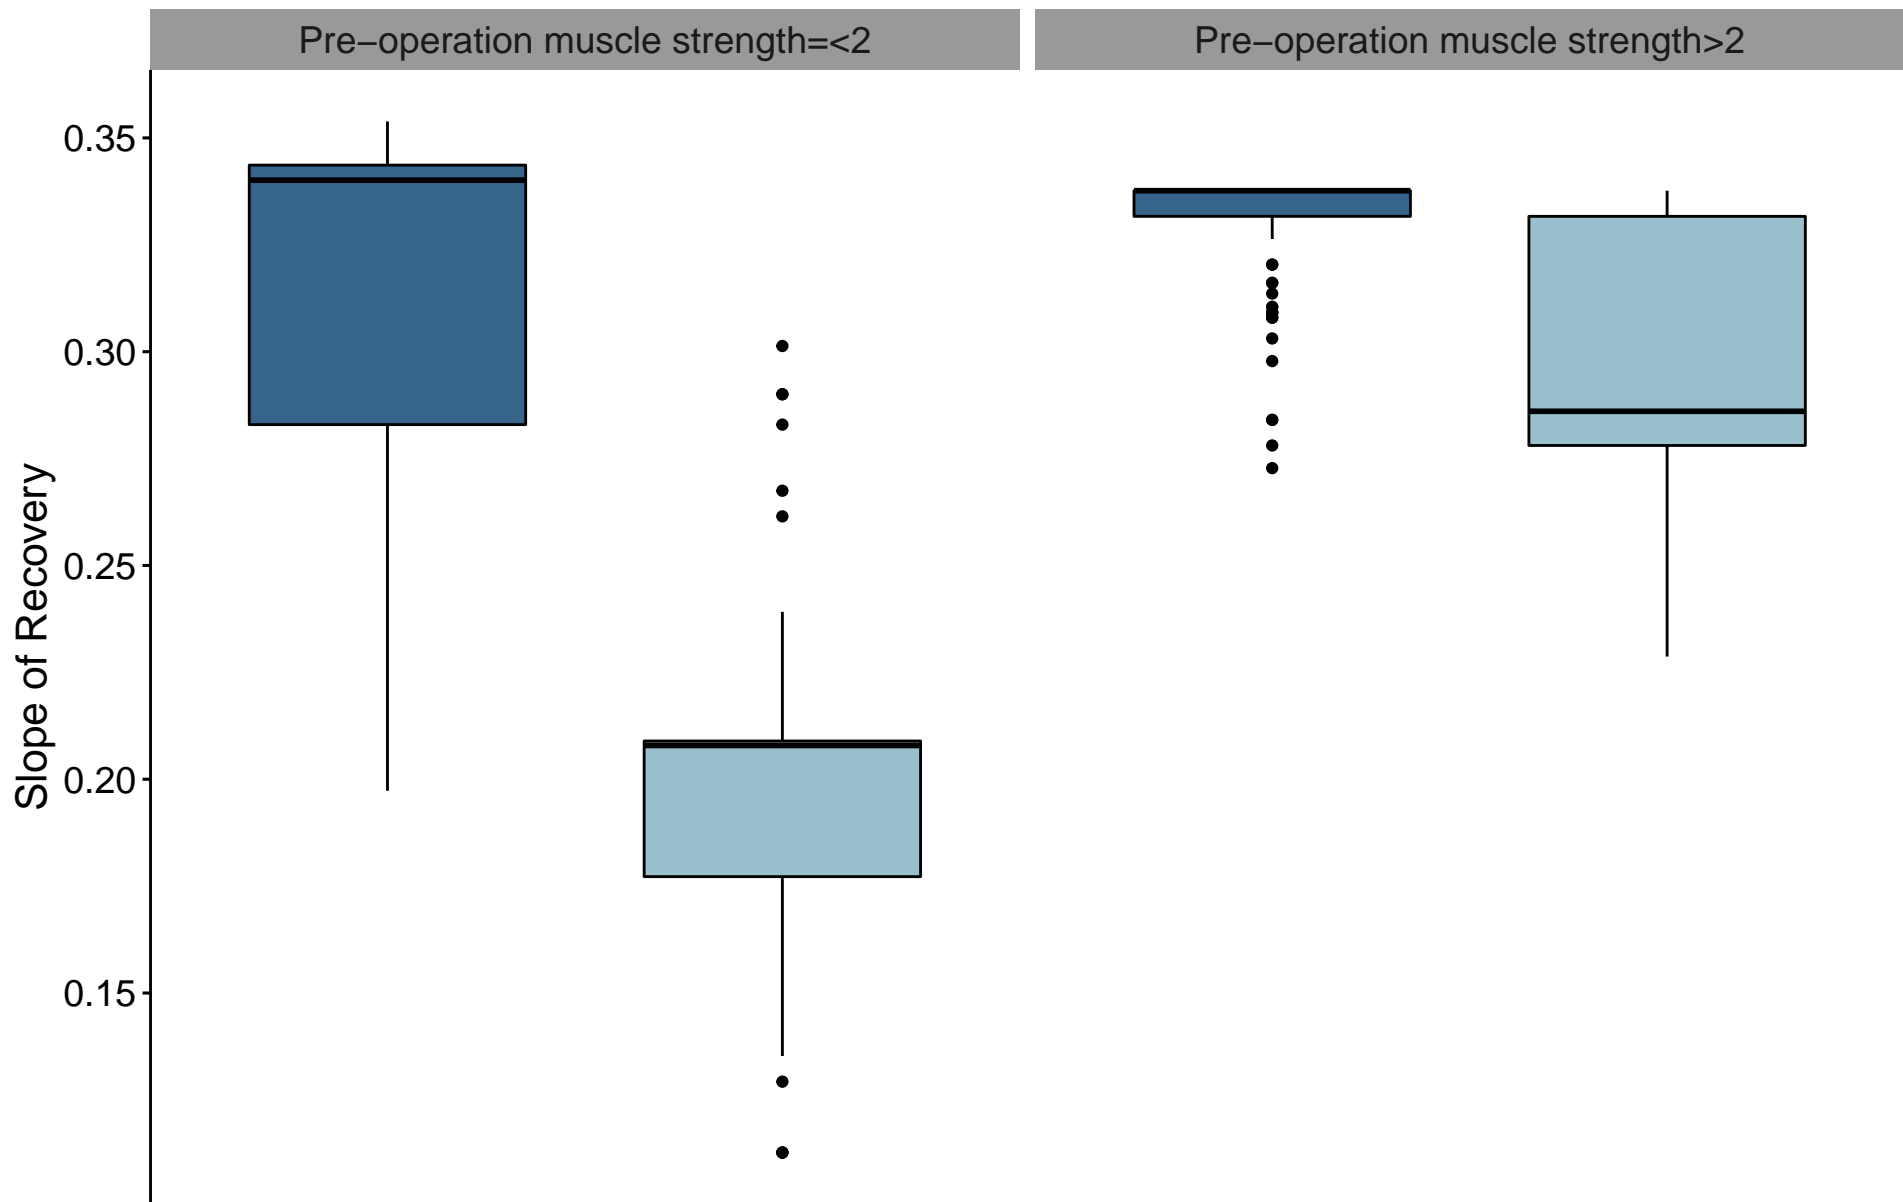 Pre−operation muscle strength=<2
Pre−operation muscle strength>2
Slope of Recovery
0.35
0.30
0.25
0.20
0.15